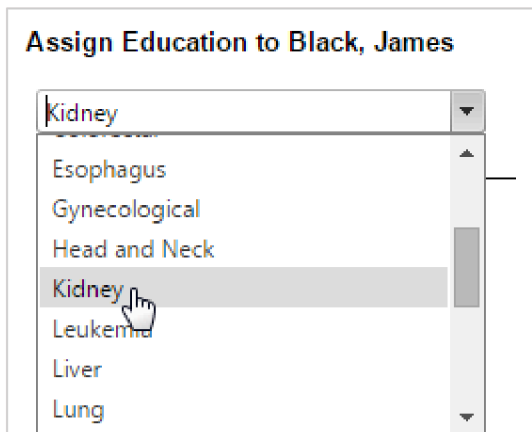 Assign Education to Black, James
Kidney
Esophagus
Gynecological
Head and Neck
Kidney
Leukemia
Liver
Lung